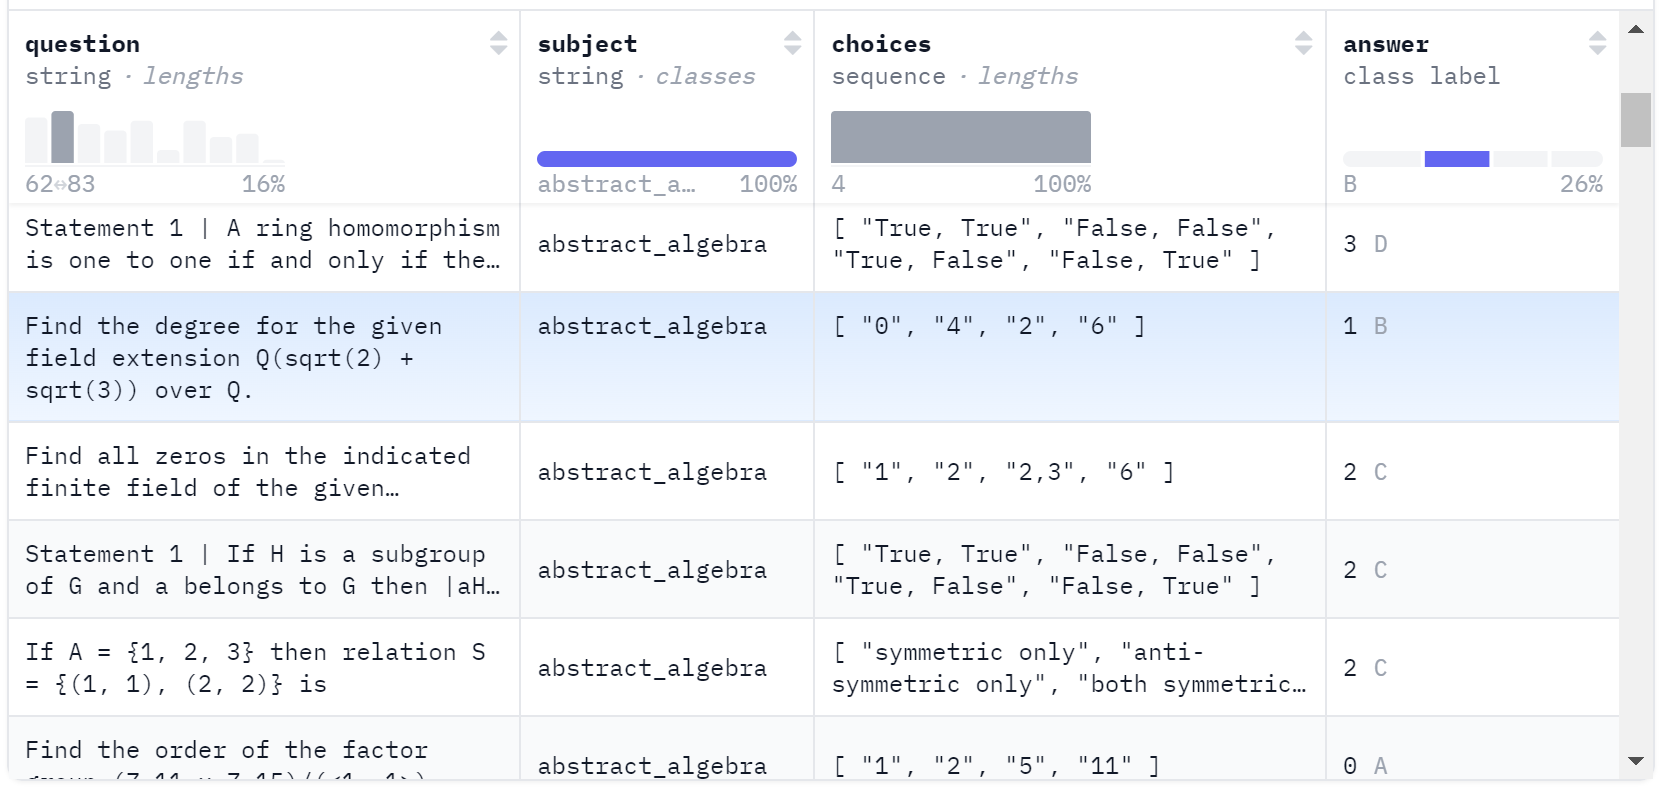 question subject choices answer
string · lengths string · classes sequence · lengths class label
62⇔83 16% abstract_a… 100% 4 100% B 26%
Statement 1 | A ring homomorphism
is one to one if and only if the…
abstract_algebra
[ "True, True", "False, False",
"True, False", "False, True" ]
3 D
Find the degree for the given
field extension Q(sqrt(2) +
sqrt(3)) over Q.
abstract_algebra
[ "0", "4", "2", "6" ]
1 B
Find all zeros in the indicated
finite field of the given…
abstract_algebra
[ "1", "2", "2,3", "6" ]
2 C
Statement 1 | If H is a subgroup
of G and a belongs to G then |aH…
abstract_algebra
[ "True, True", "False, False",
"True, False", "False, True" ]
2 C
If A = {1, 2, 3} then relation S
= {(1, 1), (2, 2)} is
abstract_algebra
[ "symmetric only", "anti-
symmetric only", "both symmetric…
2 C
Find the order of the factor
abstract_algebra
[ "1", "2", "5", "11" ]
0 A